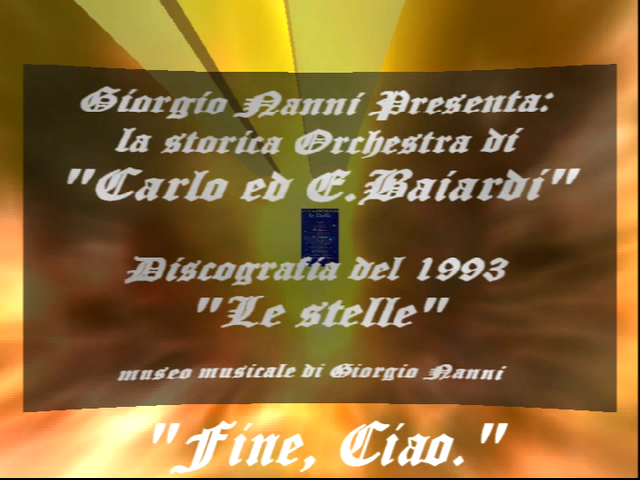 Giorgio Nanni Presenta:
la storica Orchestra di
"Carlo ed E.Baiardi"
Discografia del 1993
"Le stelle"
museo musicale di Giorgio Nanni
"Fine, Ciao."